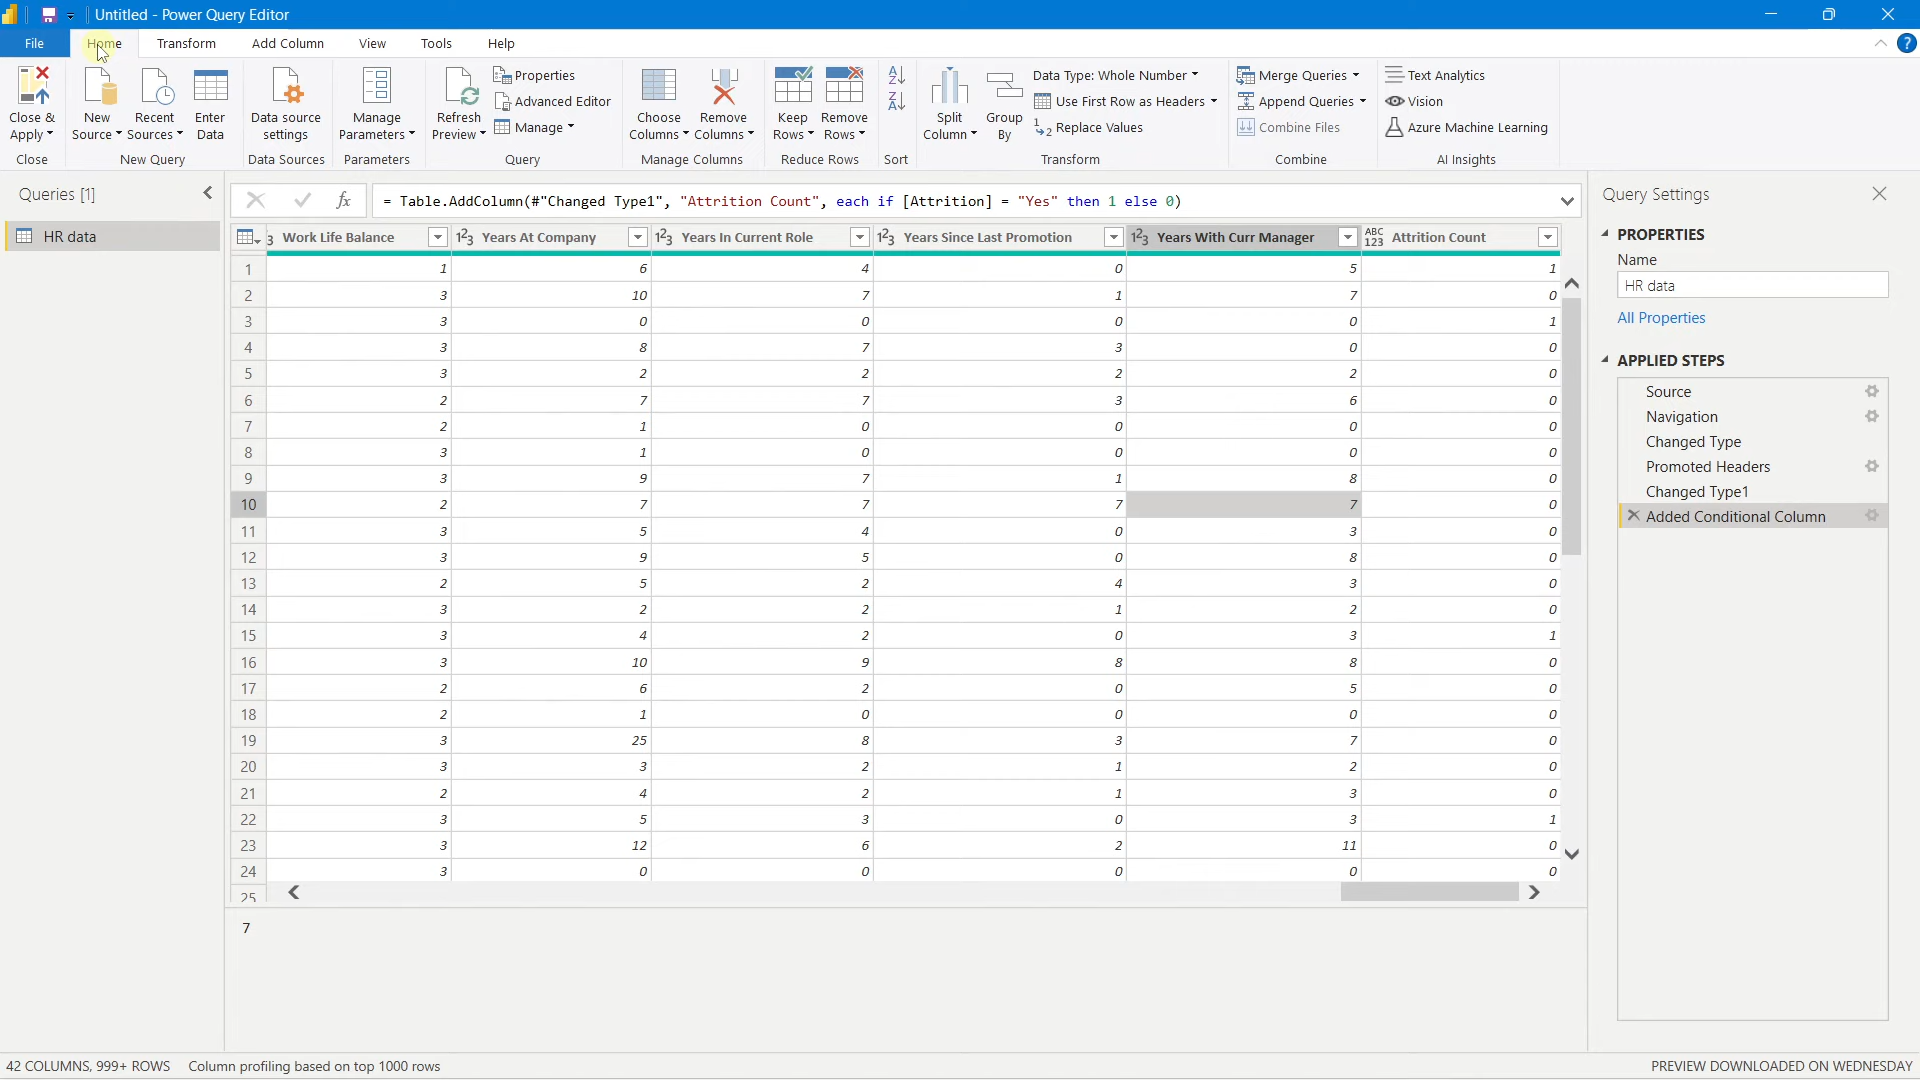 Untitled - Power Query Editor
File Home Transform Add Column View Tools Help
Close & Apply
Close
New Source
Recent Sources
Enter Data
New Query
Data source settings
Data Sources
Manage Parameters
Parameters
Refresh Preview
Properties
Advanced Editor
Manage
Query
Choose Columns
Remove Columns
Manage Columns
Keep Rows
Remove Rows
Reduce Rows
Sort
Split Column
Group By
Data Type: Whole Number
Use First Row as Headers
Replace Values
Transform
Merge Queries
Append Queries
Combine Files
Combine
Text Analytics
Vision
Azure Machine Learning
AI Insights
Queries [1]
HR data
= Table.AddColumn(#"Changed Type1", "Attrition Count", each if [Attrition] = "Yes" then 1 else 0)
Work Life Balance Years At Company Years In Current Role Years Since Last Promotion Years With Curr Manager Attrition Count
1 1 6 4 0 5 1
2 3 10 7 1 7 0
3 3 0 0 0 0 1
4 3 8 7 3 0 0
5 3 2 2 2 2 0
6 2 7 7 3 6 0
7 2 1 0 0 0 0
8 3 1 0 0 0 0
9 3 9 7 1 8 0
10 2 7 7 7 7 0
11 3 5 4 0 3 0
12 3 9 5 0 8 0
13 2 5 2 4 3 0
14 3 2 2 1 2 0
15 3 4 2 0 3 1
16 3 10 9 8 8 0
17 2 6 2 0 5 0
18 2 1 0 0 0 0
19 3 25 8 3 7 0
20 3 3 2 1 2 0
21 2 4 2 1 3 0
22 3 5 3 0 3 1
23 3 12 6 2 11 0
24 3 0 0 0 0 0
25
7
Query Settings
PROPERTIES
Name
HR data
All Properties
APPLIED STEPS
Source
Navigation
Changed Type
Promoted Headers
Changed Type1
Added Conditional Column
42 COLUMNS, 999+ ROWS Column profiling based on top 1000 rows
PREVIEW DOWNLOADED ON WEDNESDAY